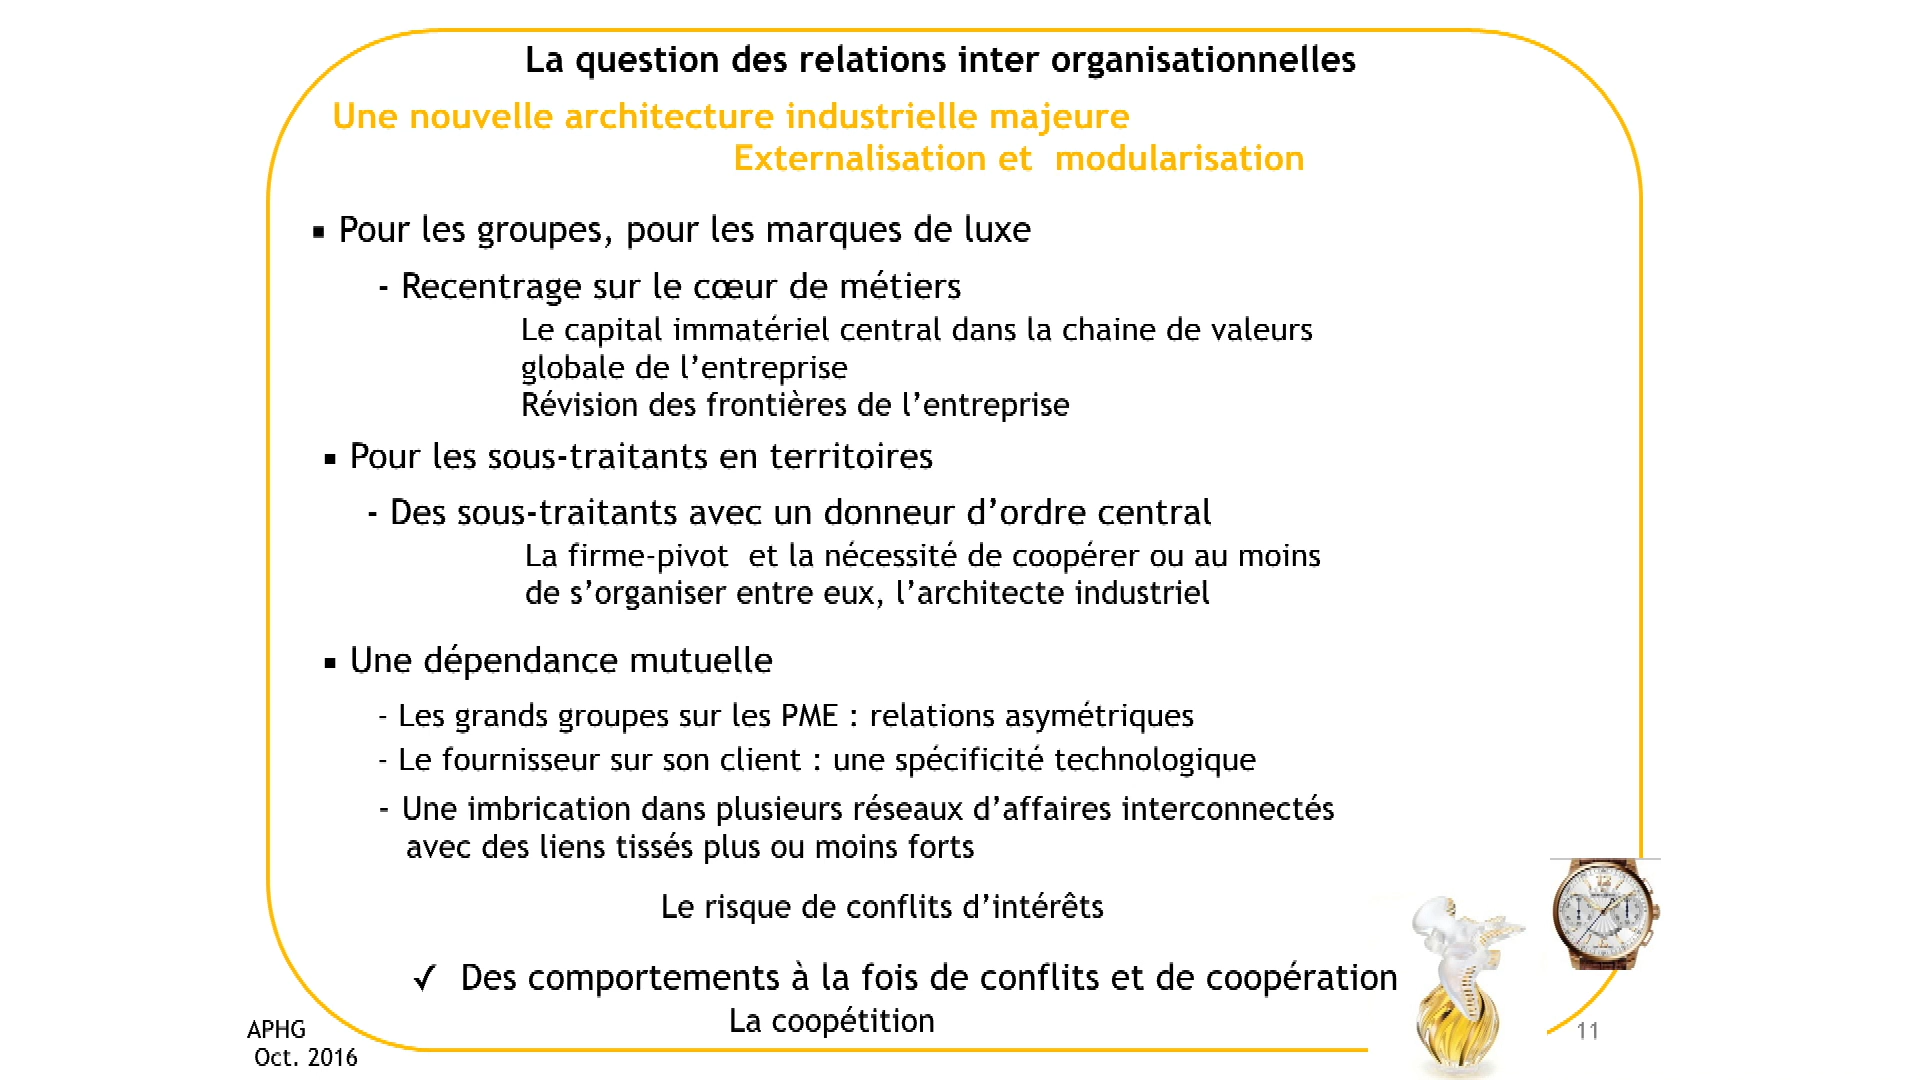 La question des relations inter organisationnelles
Une nouvelle architecture industrielle majeure
Externalisation et modularisation
▪ Pour les groupes, pour les marques de luxe
- Recentrage sur le cœur de métiers
Le capital immatériel central dans la chaine de valeurs
globale de l’entreprise
Révision des frontières de l’entreprise
▪ Pour les sous-traitants en territoires
- Des sous-traitants avec un donneur d’ordre central
La firme-pivot et la nécessité de coopérer ou au moins
de s’organiser entre eux, l’architecte industriel
▪ Une dépendance mutuelle
- Les grands groupes sur les PME : relations asymétriques
- Le fournisseur sur son client : une spécificité technologique
- Une imbrication dans plusieurs réseaux d’affaires interconnectés
avec des liens tissés plus ou moins forts
Le risque de conflits d’intérêts
✓ Des comportements à la fois de conflits et de coopération
La coopétition
APHG
Oct. 2016
11